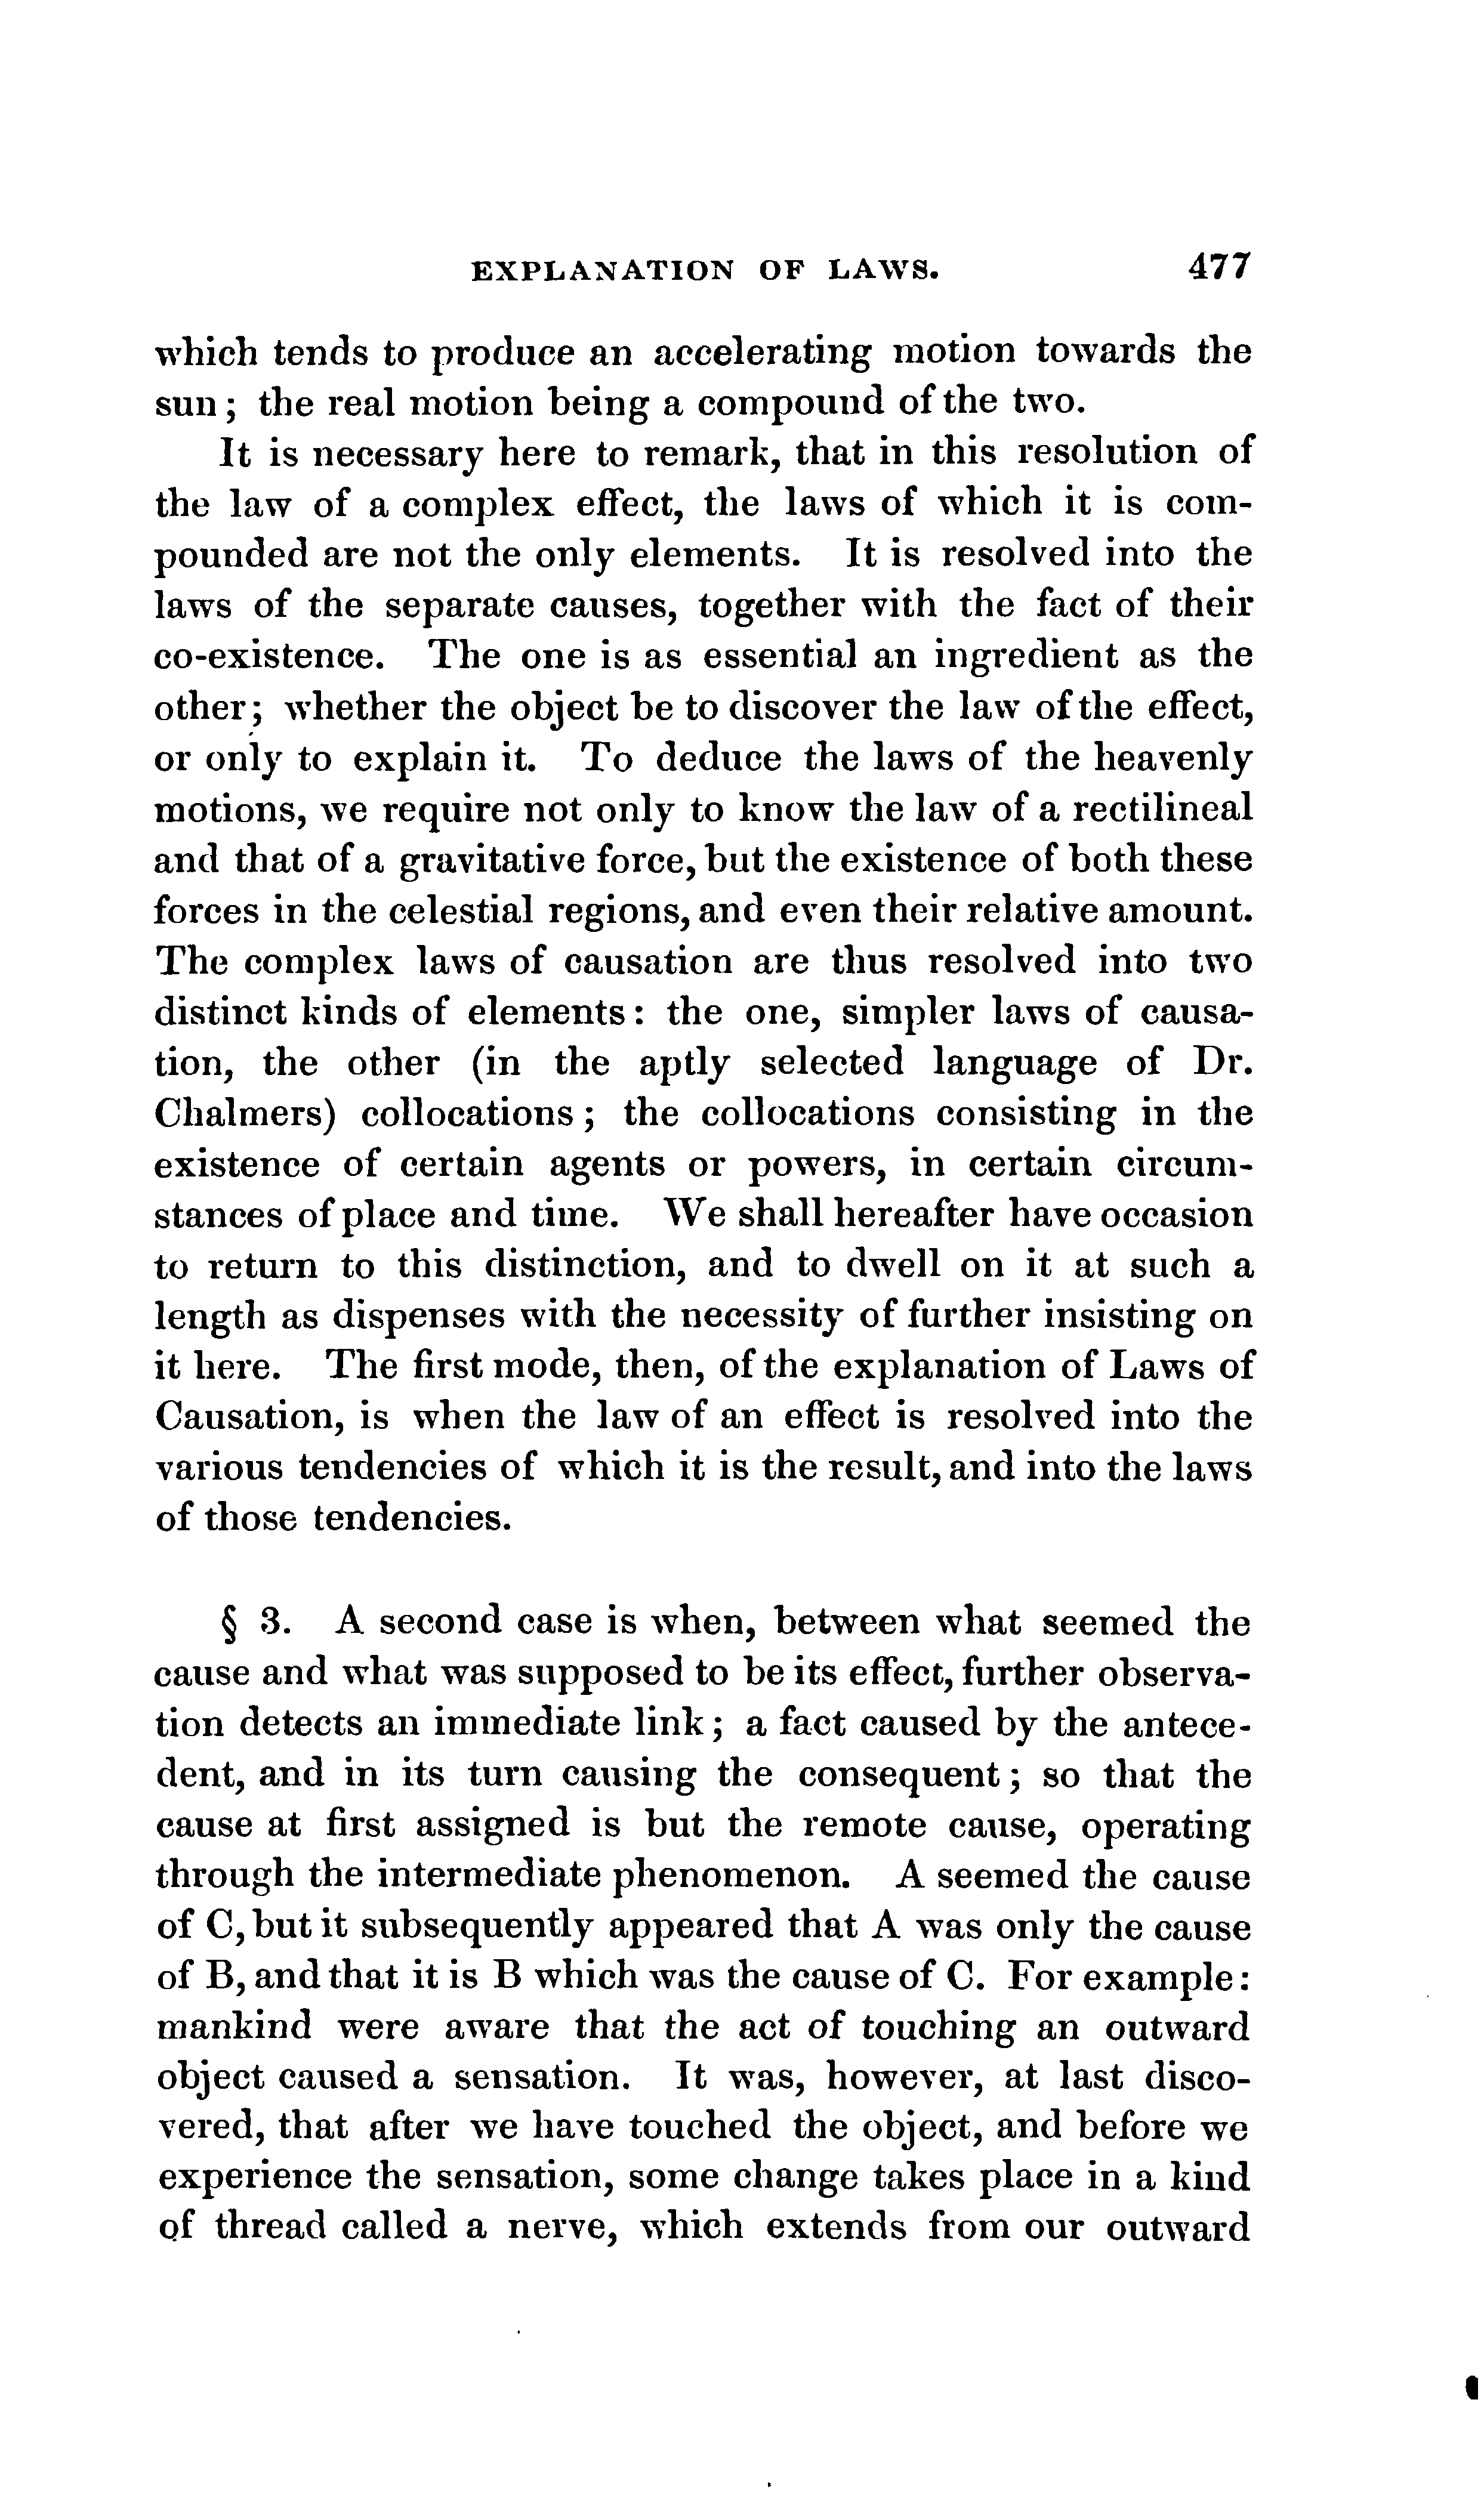 EXPLANATION OF LAWS. 477
which tends to produce an accelerating motion towards the
sun; the real motion being a compound of the two.
It is necessary here to remark, that in this resolution of
the law of a complex effect, the laws of which it is com-
pounded are not the only elements. It is resolved into the
laws of the separate causes, together with the fact of their
co-existence. The one is as essential an ingredient as the
other; whether the object be to discover the law of the effect,
or only to explain it. To deduce the laws of the heavenly
motions, we require not only to know the law of a rectilineal
and that of a gravitative force, but the existence of both these
forces in the celestial regions, and even their relative amount.
The complex laws of causation are thus resolved into two
distinct kinds of elements: the one, simpler laws of causa-
tion, the other (in the aptly selected language of Dr.
Chalmers) collocations; the collocations consisting in the
existence of certain agents or powers, in certain circum-
stances of place and time. We shall hereafter have occasion
to return to this distinction, and to dwell on it at such a
length as dispenses with the necessity of further insisting on
it here. The first mode, then, of the explanation of Laws of
Causation, is when the law of an effect is resolved into the
various tendencies of which it is the result, and into the laws
of those tendencies.
§ 3. A second case is when, between what seemed the
cause and what was supposed to be its effect, further observa-
tion detects an immediate link; a fact caused by the antece-
dent, and in its turn causing the consequent; so that the
cause at first assigned is but the remote cause, operating
through the intermediate phenomenon. A seemed the cause
of C, but it subsequently appeared that A was only the cause
of B, and that it is B which was the cause of C. For example:
mankind were aware that the act of touching an outward
object caused a sensation. It was, however, at last disco-
vered, that after we have touched the object, and before we
experience the sensation, some change takes place in a kind
of thread called a nerve, which extends from our outward